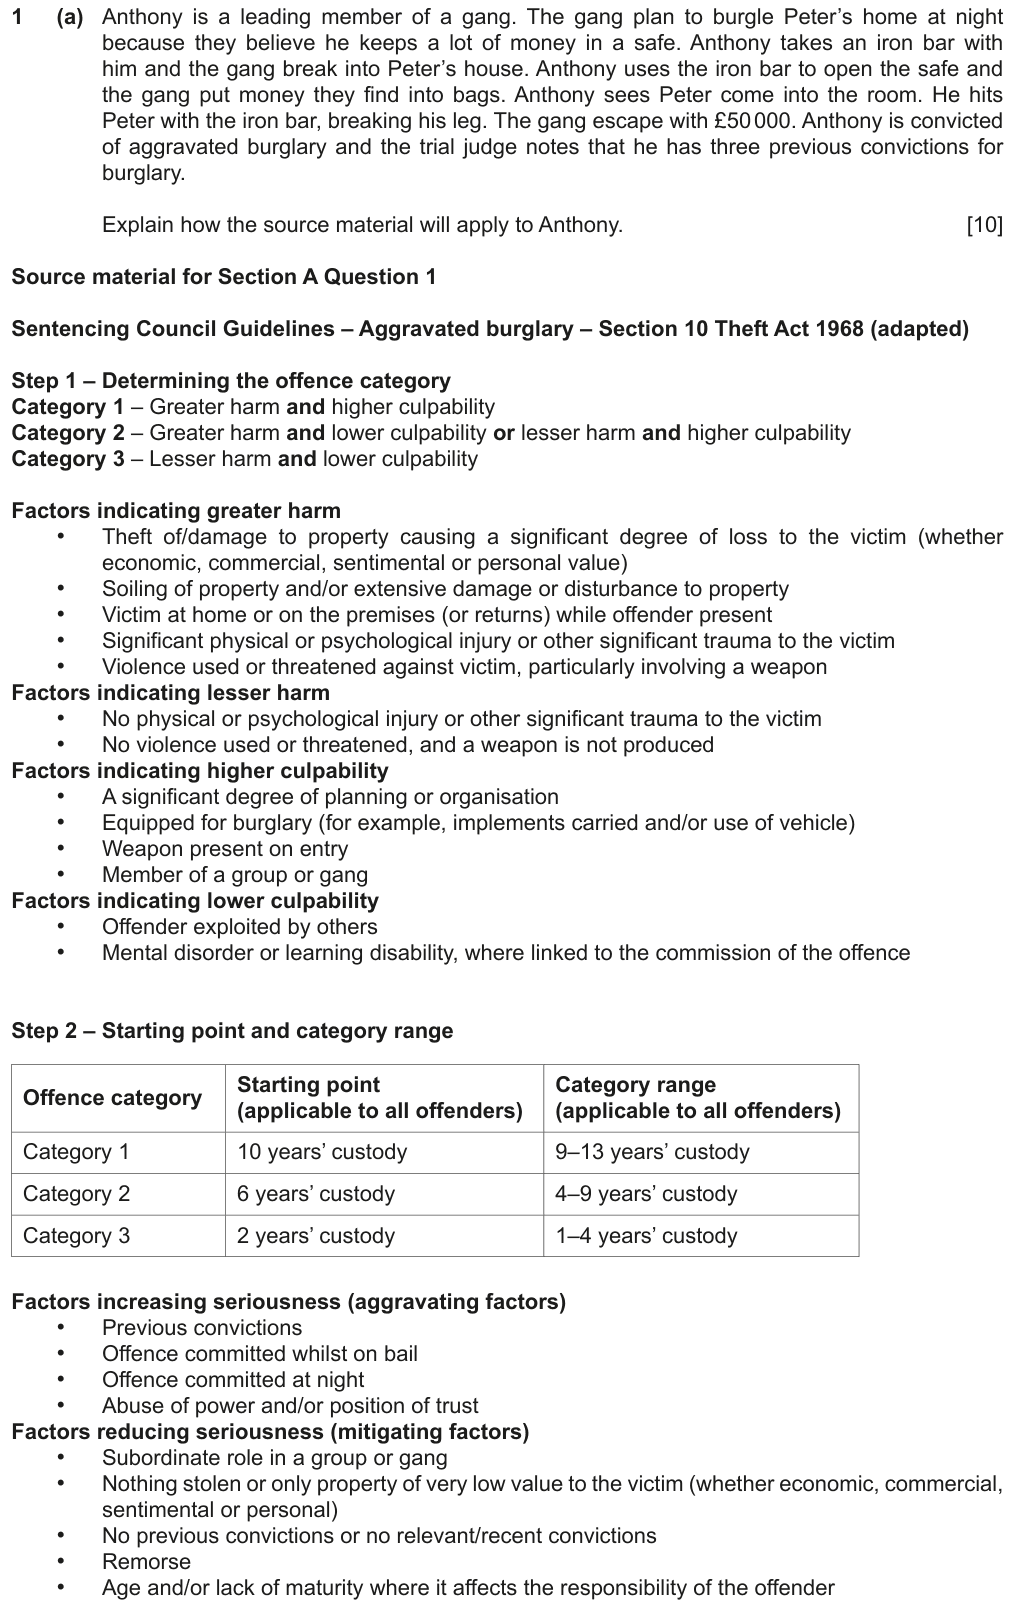 1 (a) Anthony is a leading member of a gang. The gang plan to burgle Peter’s home at night
because they believe he keeps a lot of money in a safe. Anthony takes an iron bar with
him and the gang break into Peter’s house. Anthony uses the iron bar to open the safe and
the gang put money they find into bags. Anthony sees Peter come into the room. He hits
Peter with the iron bar, breaking his leg. The gang escape with £50 000. Anthony is convicted
of aggravated burglary and the trial judge notes that he has three previous convictions for
burglary.
Explain how the source material will apply to Anthony. [10]
Source material for Section A Question 1
Sentencing Council Guidelines – Aggravated burglary – Section 10 Theft Act 1968 (adapted)
Step 1 – Determining the offence category
Category 1 – Greater harm and higher culpability
Category 2 – Greater harm and lower culpability or lesser harm and higher culpability
Category 3 – Lesser harm and lower culpability
Factors indicating greater harm
• Theft of/damage to property causing a significant degree of loss to the victim (whether
economic, commercial, sentimental or personal value)
• Soiling of property and/or extensive damage or disturbance to property
• Victim at home or on the premises (or returns) while offender present
• Significant physical or psychological injury or other significant trauma to the victim
• Violence used or threatened against victim, particularly involving a weapon
Factors indicating lesser harm
• No physical or psychological injury or other significant trauma to the victim
• No violence used or threatened, and a weapon is not produced
Factors indicating higher culpability
• A significant degree of planning or organisation
• Equipped for burglary (for example, implements carried and/or use of vehicle)
• Weapon present on entry
• Member of a group or gang
Factors indicating lower culpability
• Offender exploited by others
• Mental disorder or learning disability, where linked to the commission of the offence
Step 2 – Starting point and category range
Offence category
Starting point
(applicable to all offenders)
Category range
(applicable to all offenders)
Category 1 10 years’ custody 9–13 years’ custody
Category 2 6 years’ custody 4–9 years’ custody
Category 3 2 years’ custody 1–4 years’ custody
Factors increasing seriousness (aggravating factors)
• Previous convictions
• Offence committed whilst on bail
• Offence committed at night
• Abuse of power and/or position of trust
Factors reducing seriousness (mitigating factors)
• Subordinate role in a group or gang
• Nothing stolen or only property of very low value to the victim (whether economic, commercial,
sentimental or personal)
• No previous convictions or no relevant/recent convictions
• Remorse
• Age and/or lack of maturity where it affects the responsibility of the offender